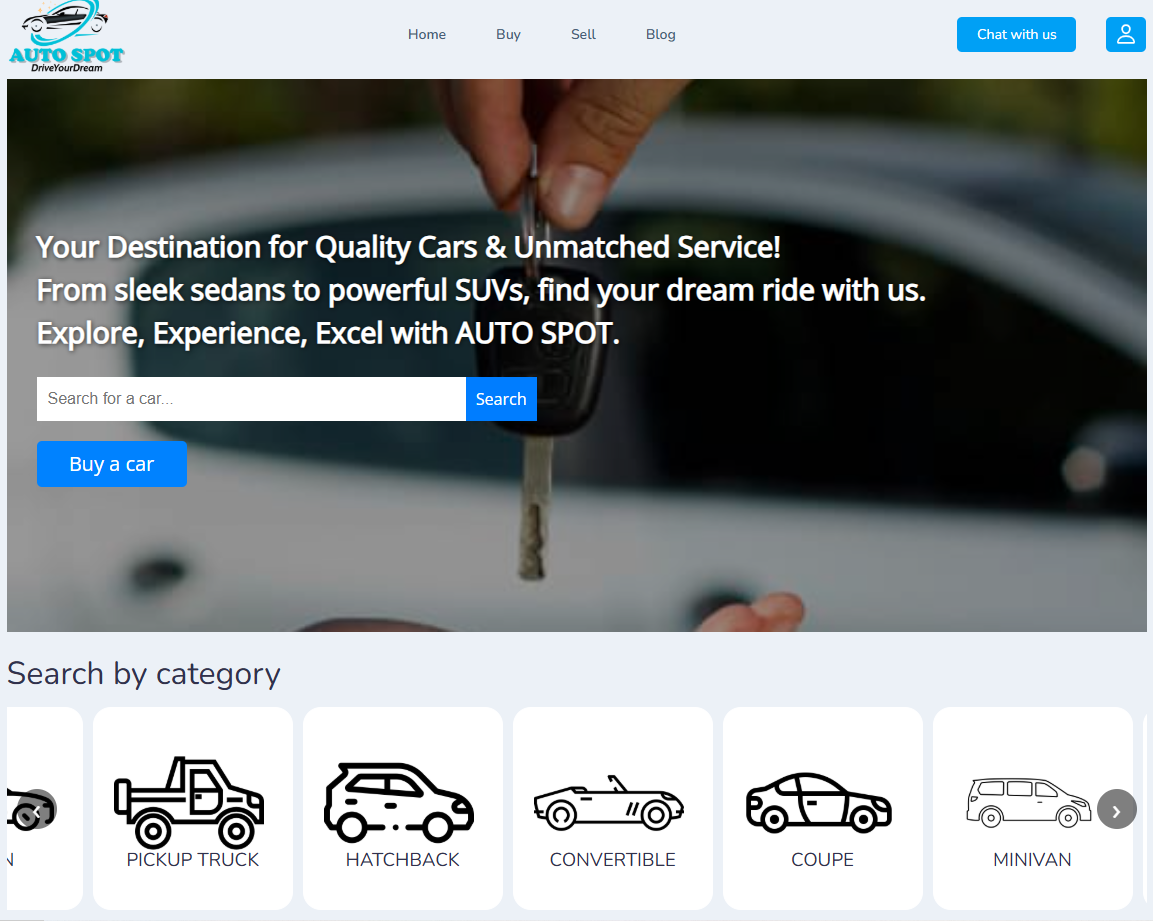 AUTO SPOT
DriveYourDream
Home
Buy
Sell
Blog
Chat with us
Your Destination for Quality Cars & Unmatched Service!
From sleek sedans to powerful SUVs, find your dream ride with us.
Explore, Experience, Excel with AUTO SPOT.
Search for a car...
Search
Buy a car
Search by category
N
PICKUP TRUCK
HATCHBACK
CONVERTIBLE
COUPE
MINIVAN